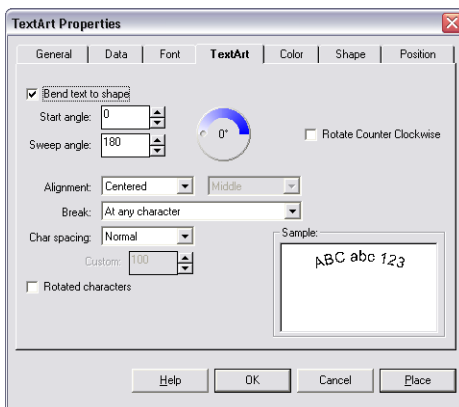 TextArt Properties
General Data Font TextArt Color Shape Position
Bend text to shape
Start angle: 0
0°
Rotate Counter Clockwise
Sweep angle: 180
Alignment: Centered Middle
Break: At any character
Char spacing: Normal
Sample:
Custom: 100
ABC abc 123
Rotated characters
Help OK Cancel Place